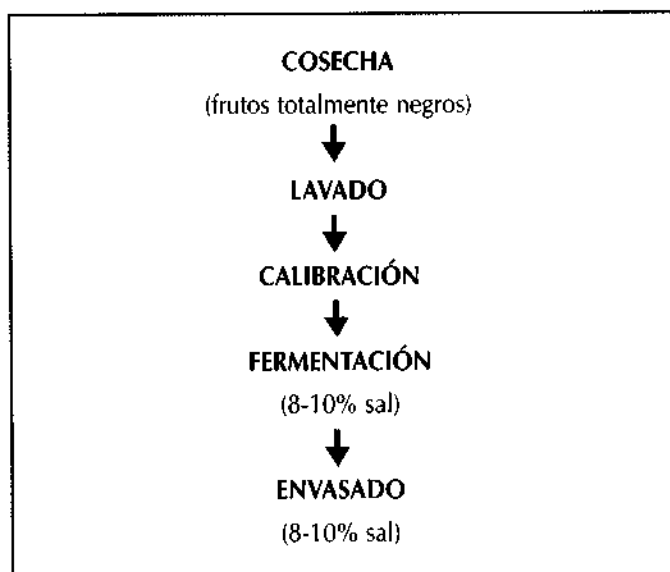 COSECHA
(frutos totalmente negros)
LAVADO
CALIBRACIÓN
FERMENTACIÓN
(8-10% sal)
ENVASADO
(8-10% sal)